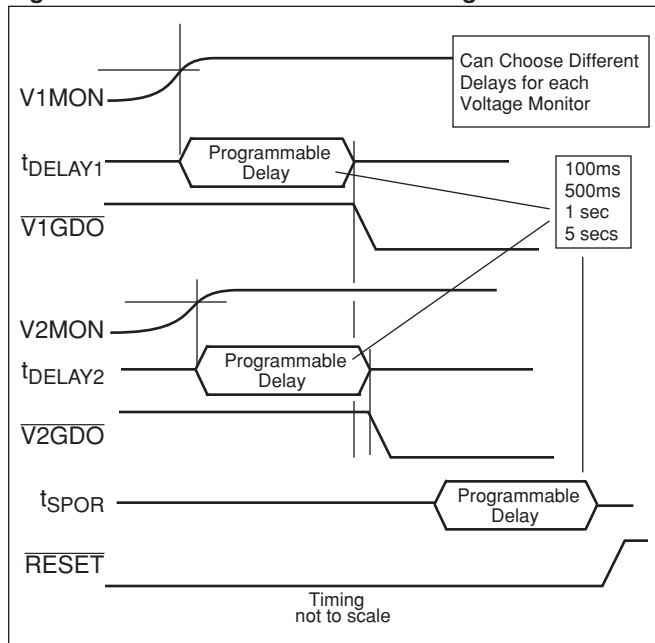 Can Choose Different
Delays for each
Voltage Monitor
V1MON
tDELAY1
Programmable
Delay
100ms
500ms
1 sec
5 secs
V1GDO
V2MON
tDELAY2
Programmable
Delay
V2GDO
tSPOR
Programmable
Delay
RESET
Timing
not to scale